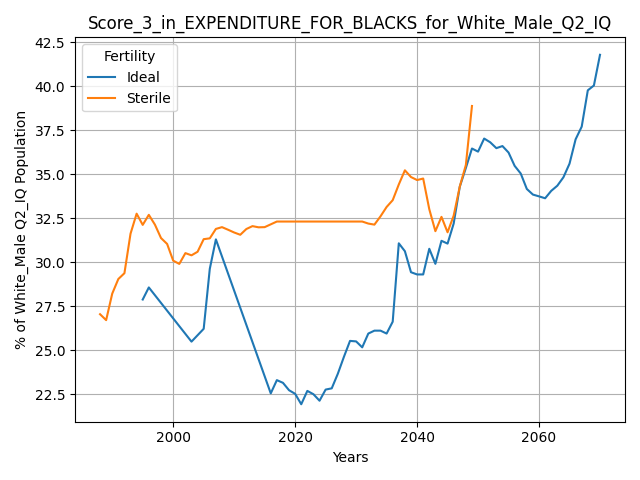 Score_3_in_EXPENDITURE_FOR_BLACKS_for_White_Male_Q2_IQ
% of White_Male Q2_IQ Population
42.5
40.0
37.5
35.0
32.5
30.0
27.5
25.0
22.5
Fertility
Ideal
Sterile
2000
2020
2040
2060
Years